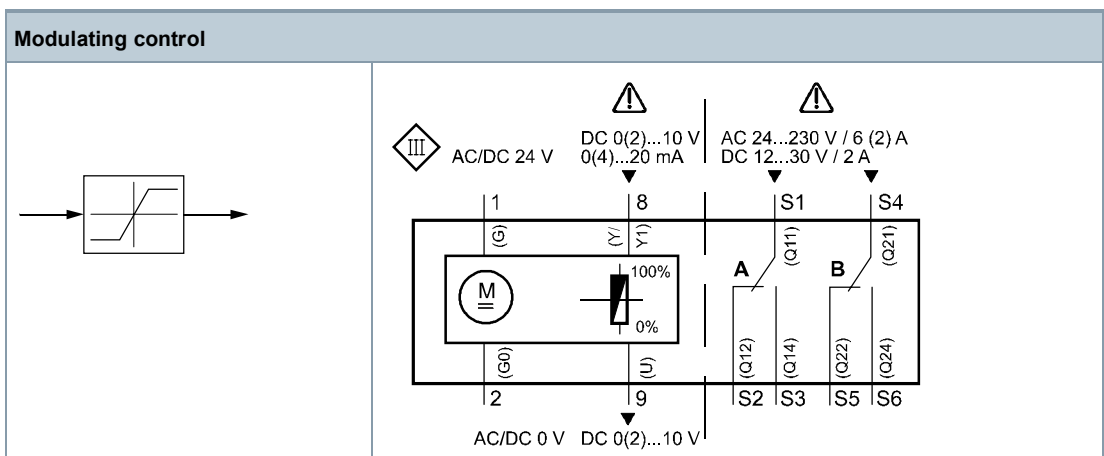 Modulating control
III
AC/DC 24 V
DC 0(2)...10 V
0(4)...20 mA
AC 24...230 V / 6 (2) A
DC 12...30 V / 2 A
1
8
S1
S4
(G)
(Y/
Y1)
(Q11)
(Q21)
A
B
M
100%
0%
(G0)
(U)
(Q12)
(Q14)
(Q22)
(Q24)
2
9
S2
S3
S5
S6
AC/DC 0 V
DC 0(2)...10 V